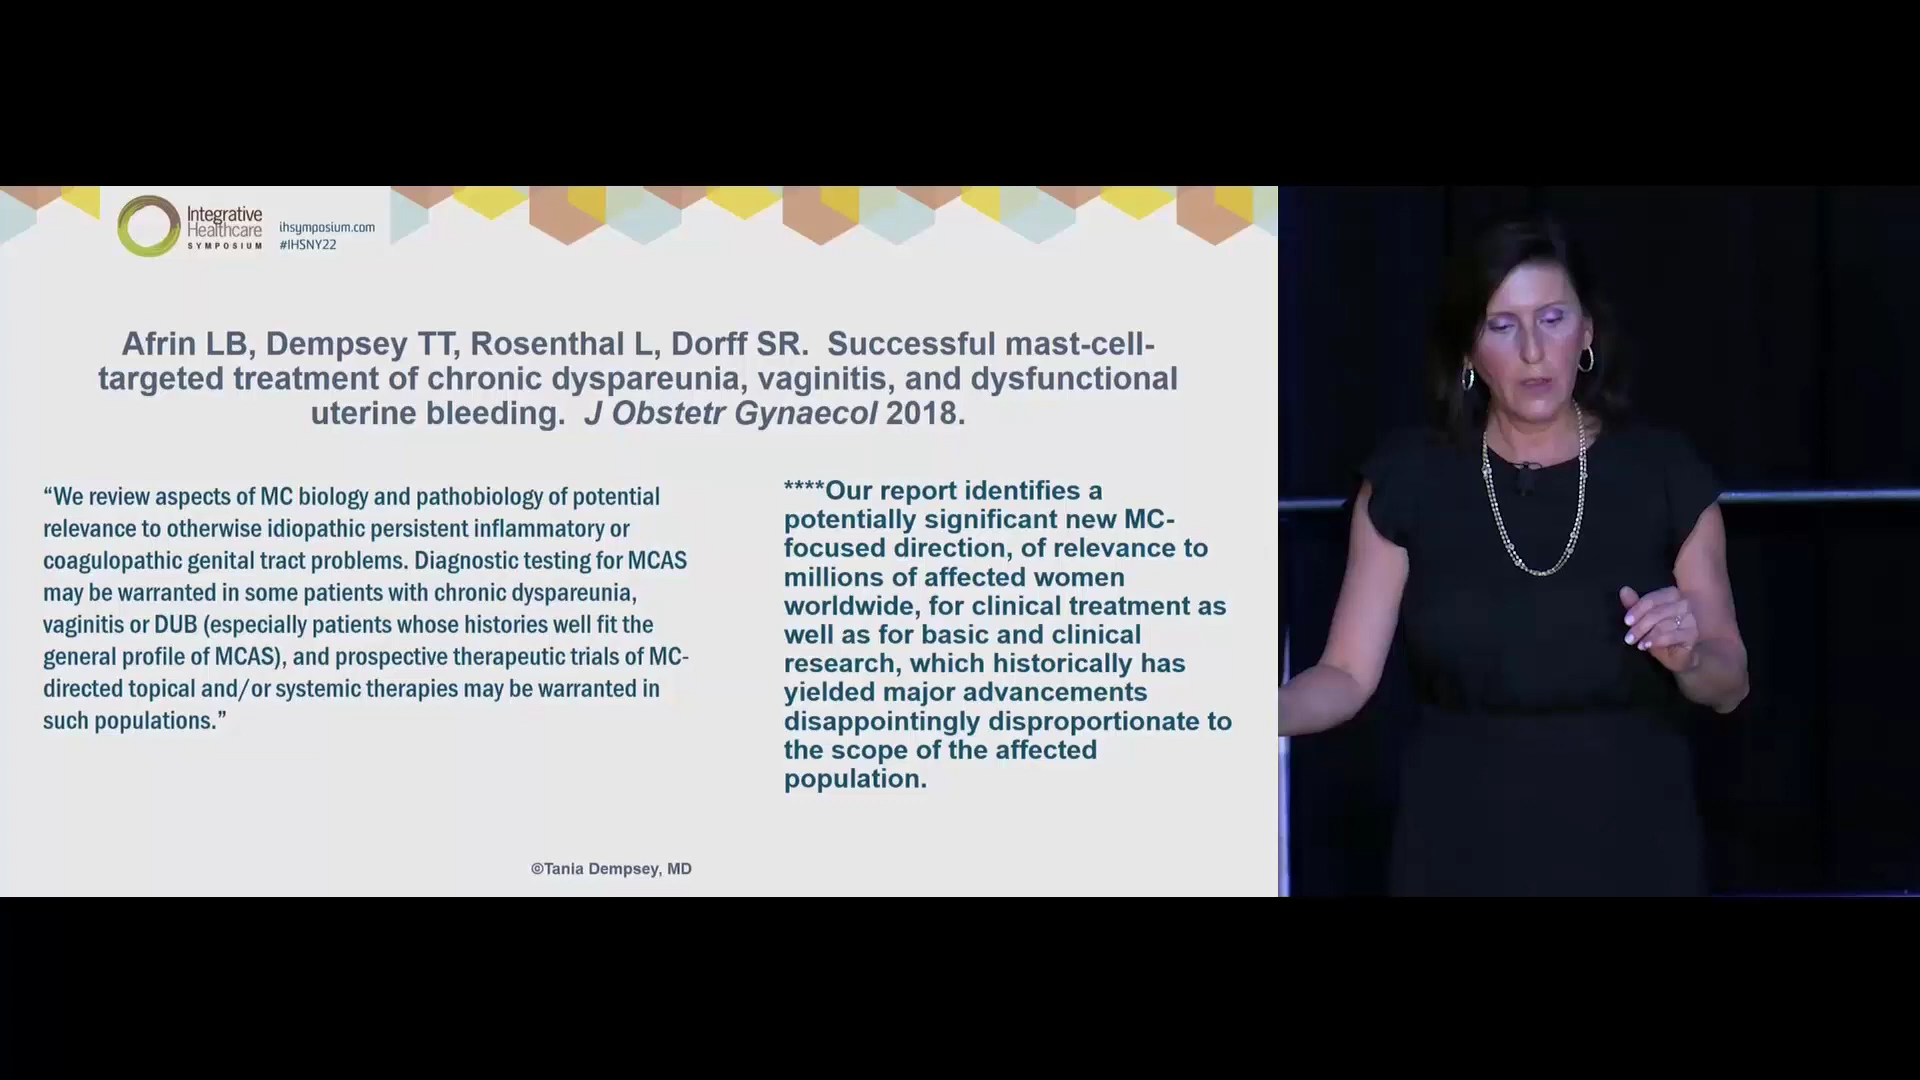 Integrative
Healthcare
SYMPOSIUM
ihsymposium.com
#IHSNY22
Afrin LB, Dempsey TT, Rosenthal L, Dorff SR. Successful mast-cell-
targeted treatment of chronic dyspareunia, vaginitis, and dysfunctional
uterine bleeding. J Obstetr Gynaecol 2018.
“We review aspects of MC biology and pathobiology of potential
relevance to otherwise idiopathic persistent inflammatory or
coagulopathic genital tract problems. Diagnostic testing for MCAS
may be warranted in some patients with chronic dyspareunia,
vaginitis or DUB (especially patients whose histories well fit the
general profile of MCAS), and prospective therapeutic trials of MC-
directed topical and/or systemic therapies may be warranted in
such populations.”
****Our report identifies a
potentially significant new MC-
focused direction, of relevance to
millions of affected women
worldwide, for clinical treatment as
well as for basic and clinical
research, which historically has
yielded major advancements
disappointingly disproportionate to
the scope of the affected
population.
©Tania Dempsey, MD